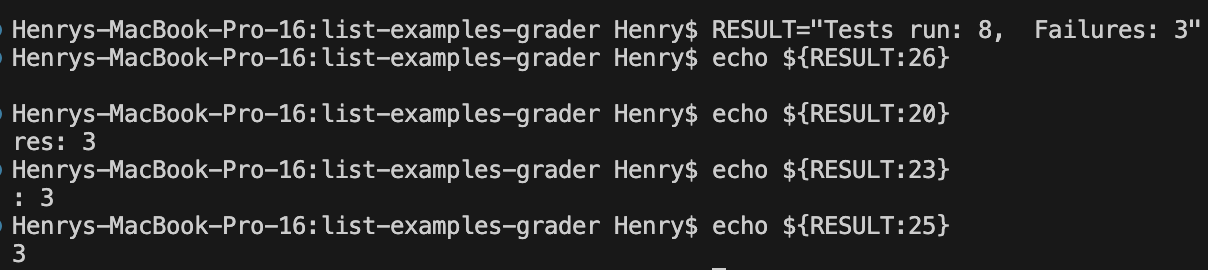 Henrys-MacBook-Pro-16:list-examples-grader Henry$ RESULT="Tests run: 8,  Failures: 3"
Henrys-MacBook-Pro-16:list-examples-grader Henry$ echo ${RESULT:26}

Henrys-MacBook-Pro-16:list-examples-grader Henry$ echo ${RESULT:20}
res: 3
Henrys-MacBook-Pro-16:list-examples-grader Henry$ echo ${RESULT:23}
: 3
Henrys-MacBook-Pro-16:list-examples-grader Henry$ echo ${RESULT:25}
3